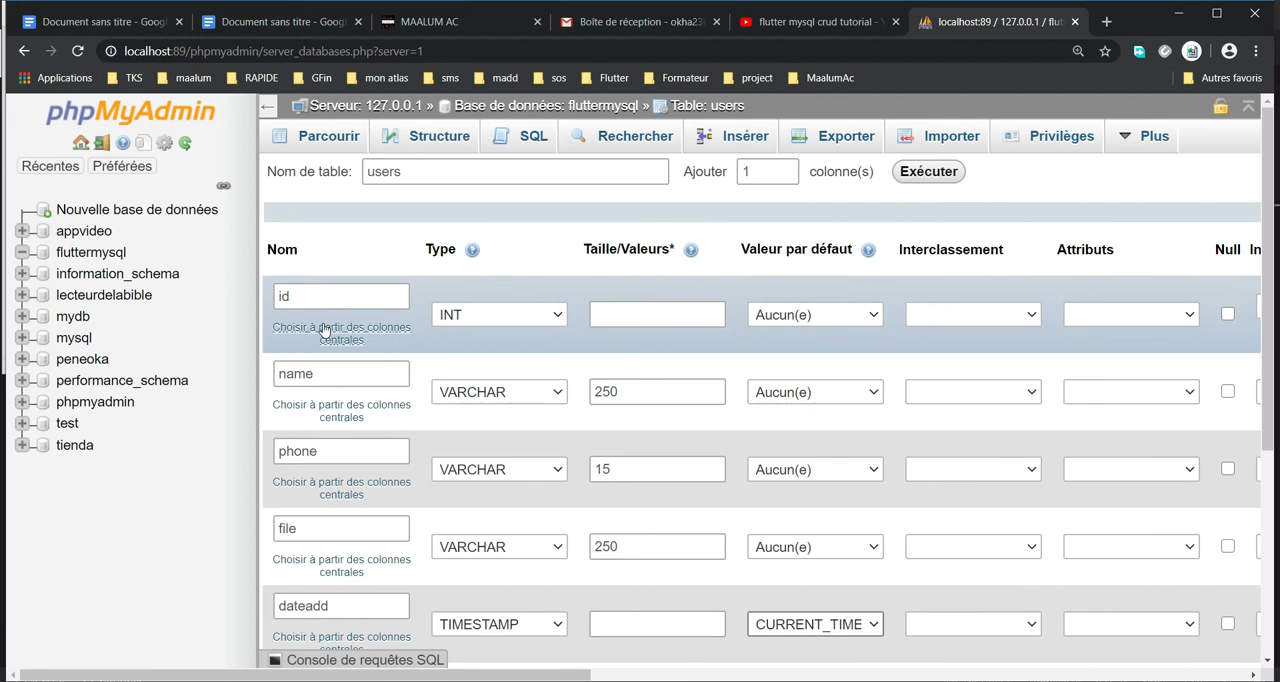 Document sans titre - Googl
Document sans titre - Googl
MAALUM AC
Boîte de réception - okha23
flutter mysql crud tutorial -
localhost:89 / 127.0.0.1 / flut
localhost:89/phpmyadmin/server_databases.php?server=1
Applications
TKS
maalum
RAPIDE
GFin
mon atlas
sms
madd
sos
Flutter
Formateur
project
MaalumAc
Autres favoris
phpMyAdmin
Récentes
Préférées
Nouvelle base de données
appvideo
fluttermysql
information_schema
lecteurdelabible
mydb
mysql
peneoka
performance_schema
phpmyadmin
test
tienda
Serveur: 127.0.0.1 » Base de données: fluttermysql » Table: users
Parcourir
Structure
SQL
Rechercher
Insérer
Exporter
Importer
Privilèges
Plus
Nom de table: users Ajouter 1 colonne(s) Exécuter
Nom Type Taille/Valeurs* Valeur par défaut Interclassement Attributs Null In
id
INT Aucun(e)
Choisir à partir des colonnes
centrales
name
VARCHAR 250 Aucun(e)
Choisir à partir des colonnes
centrales
phone
VARCHAR 15 Aucun(e)
Choisir à partir des colonnes
centrales
file
VARCHAR 250 Aucun(e)
Choisir à partir des colonnes
centrales
dateadd
TIMESTAMP CURRENT_TIME
Choisir à partir des colonnes
Console de requêtes SQL